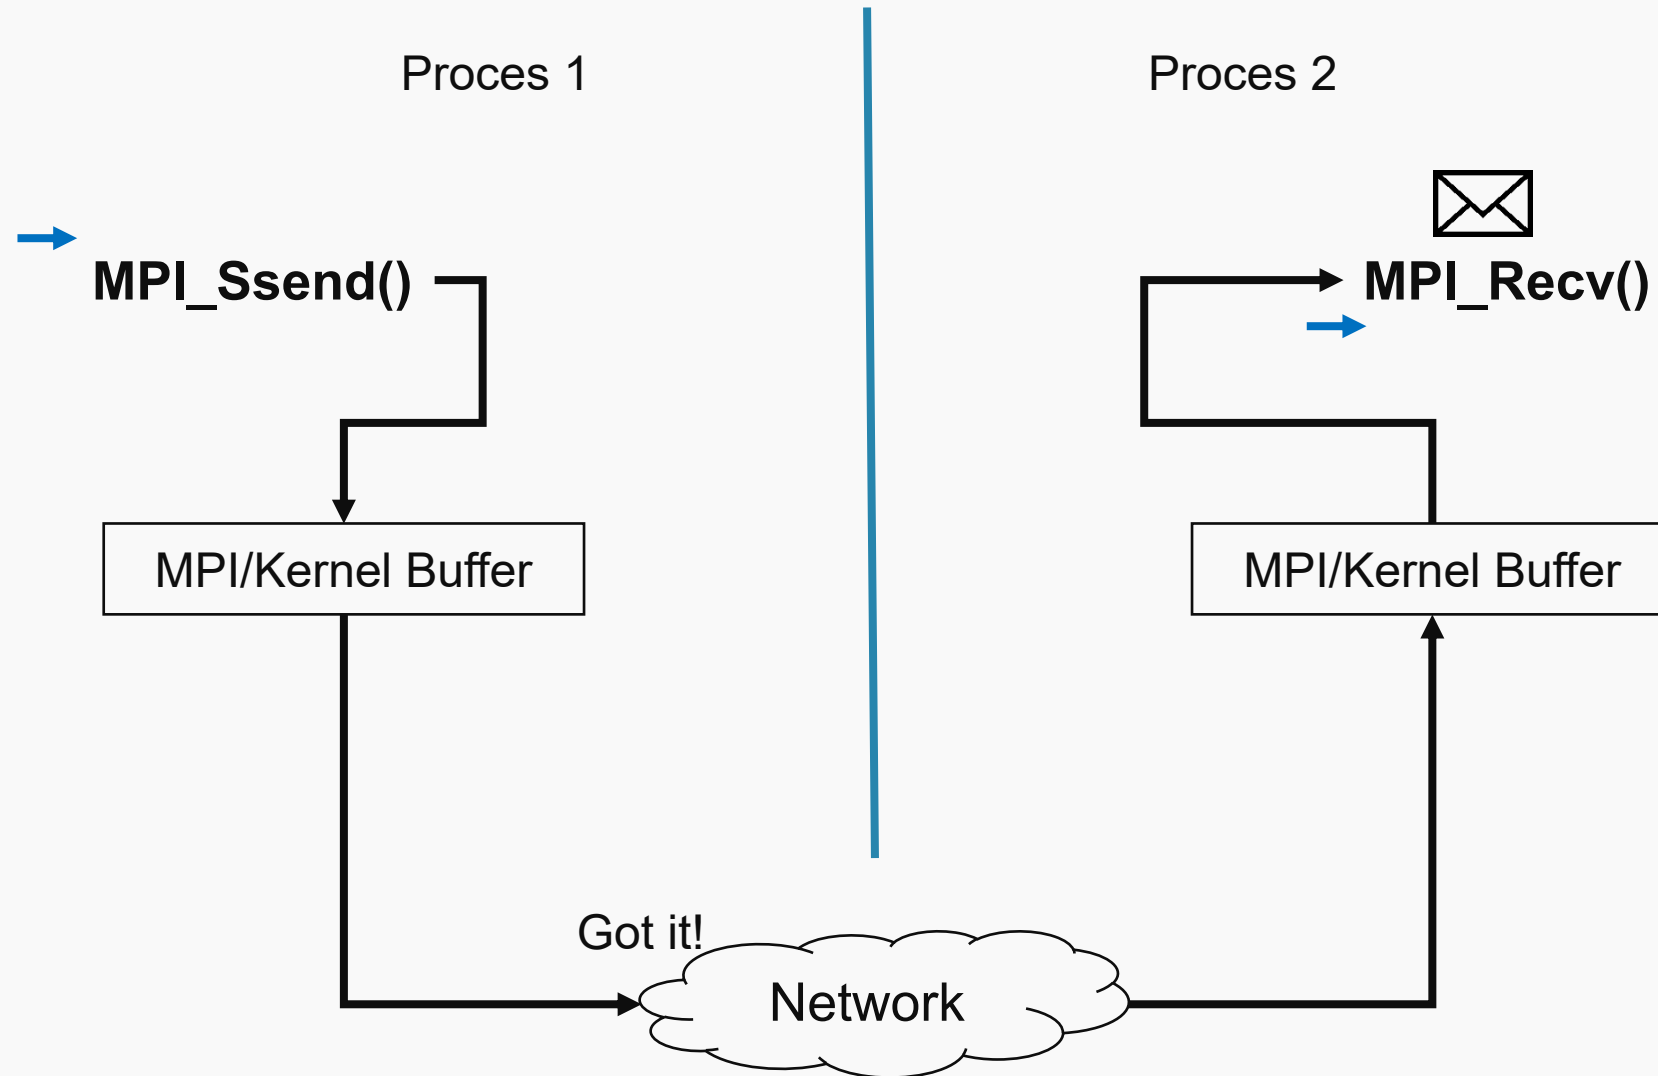 Proces 1
Proces 2
MPI_Ssend()
MPI_Recv()
MPI/Kernel Buffer
MPI/Kernel Buffer
Got it!
Network